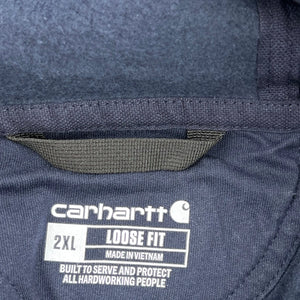 carhartt
2XL LOOSE FIT
MADE IN VIETNAM
BUILT TO SERVE AND PROTECT
ALL HARDWORKING PEOPLE